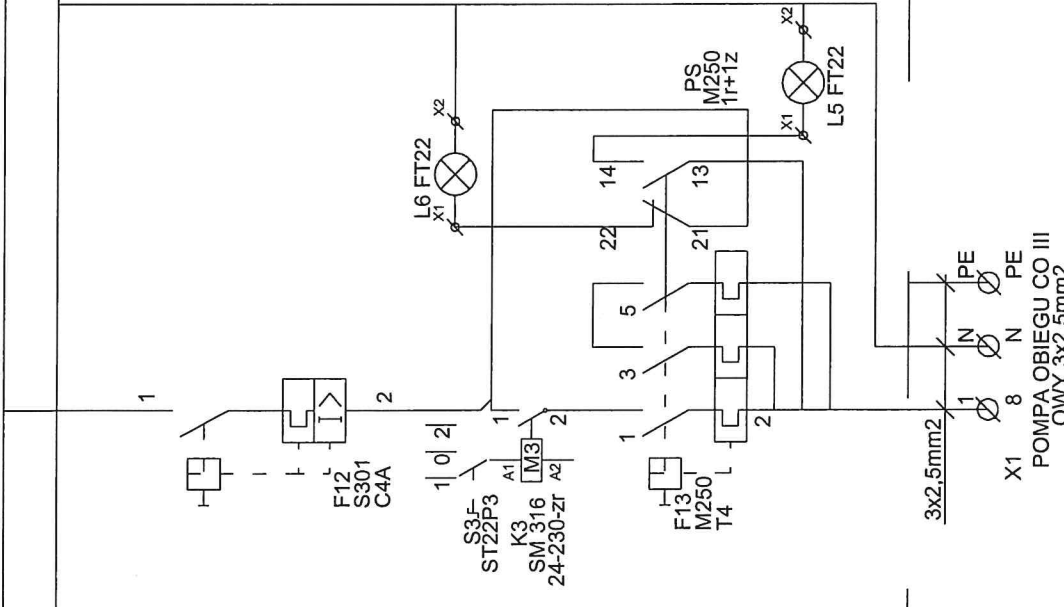 X2
X2
L6 FT22
X1
PS
M250
1r+1z
X1
L5 FT22
14
13
22
21
1
F12
S301
C4A
2
1| 0| 2|
S3
ST22P3
A1
M3
A2
K3
SM 316
24-230-zr
1
2
1
3
5
F13
M250
T4
2
3x2,5mm2
1
N
PE
X1
8
N
PE
POMPA OBIEGU CO III
OWY 3x2,5mm2